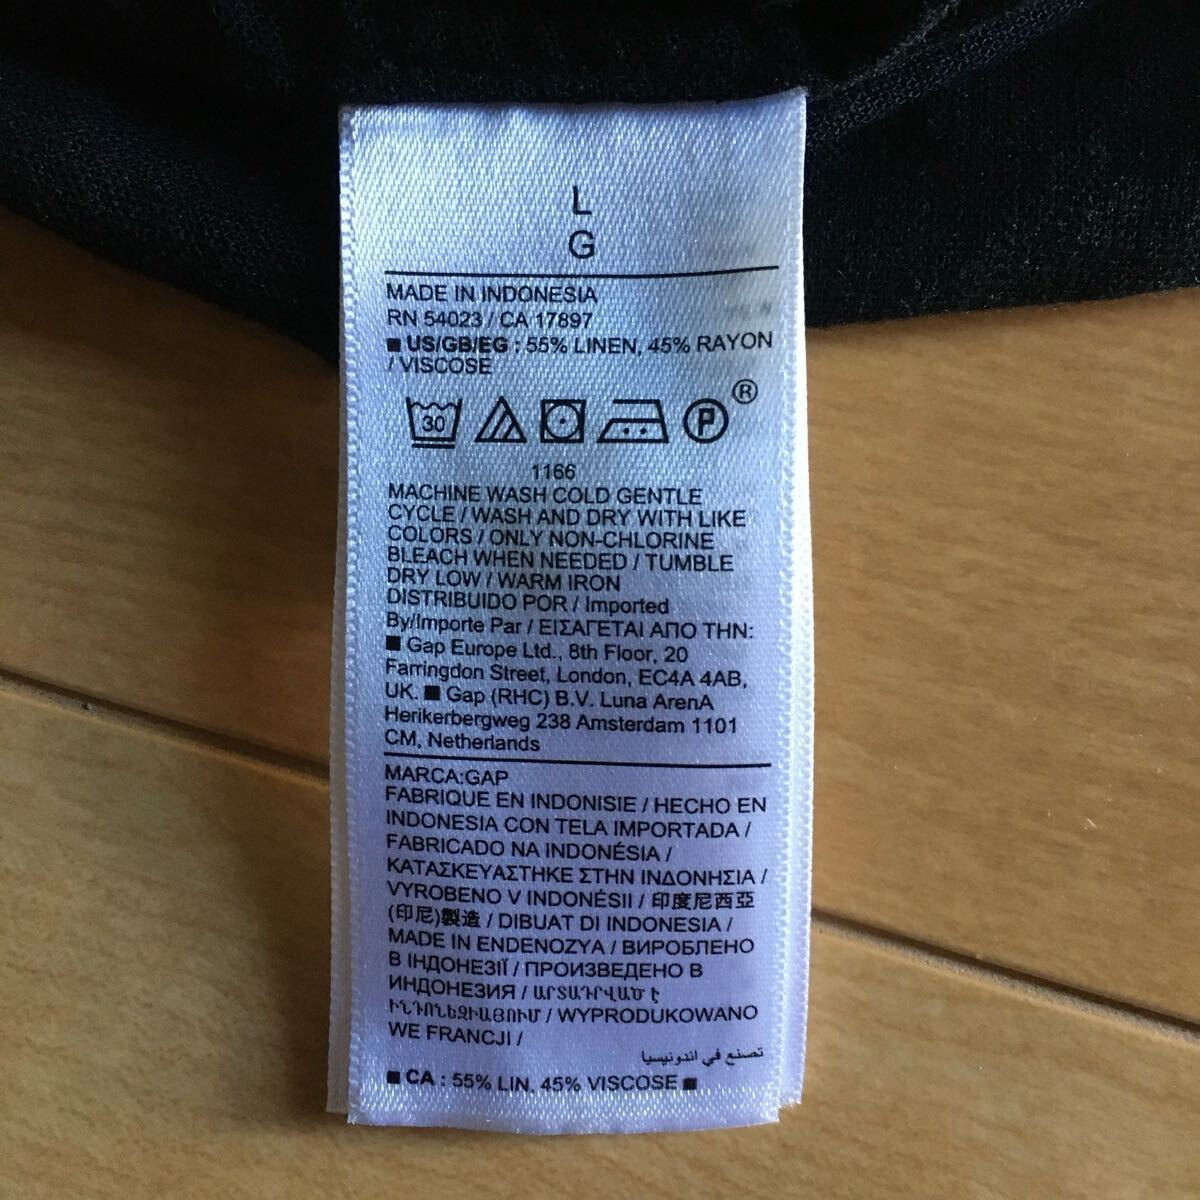 L
G
MADE IN INDONESIA
RN 54023 / CA 17897
■ US/GB/EG : 55% LINEN, 45% RAYON
/ VISCOSE
30
P ®
1166
MACHINE WASH COLD GENTLE
CYCLE / WASH AND DRY WITH LIKE
COLORS / ONLY NON-CHLORINE
BLEACH WHEN NEEDED / TUMBLE
DRY LOW / WARM IRON
DISTRIBUIDO POR / Imported
By/Importe Par / ΕΙΣΑΓΕΤΑΙ ΑΠΟ ΤΗΝ:
■ Gap Europe Ltd., 8th Floor, 20
Farringdon Street, London, EC4A 4AB,
UK. ■ Gap (RHC) B.V. Luna ArenA
Herikerbergweg 238 Amsterdam 1101
CM, Netherlands
MARCA:GAP
FABRIQUE EN INDONISIE / HECHO EN
INDONESIA CON TELA IMPORTADA /
FABRICADO NA INDONÉSIA /
ΚΑΤΑΣΚΕΥΑΣΤΗΚΕ ΣΤΗΝ ΙΝΔΟΝΗΣΙΑ /
VYROBENO V INDONÉSII / 印度尼西亞
(印尼)製造 / DIBUAT DI INDONESIA /
MADE IN ENDENOZYA / ВИРОБЛЕНО
В ІНДОНЕЗІЇ / ПРОИЗВЕДЕНО В
ИНДОНЕЗИЯ / ԱՐՏԱԴՐՎԱԾ Է
ԻՆԴՈՆԵԶԻԱՅՈՒՄ / WYPRODUKOWANO
WE FRANCJI /
تصنع في اندونيسيا
■ CA : 55% LIN, 45% VISCOSE ■